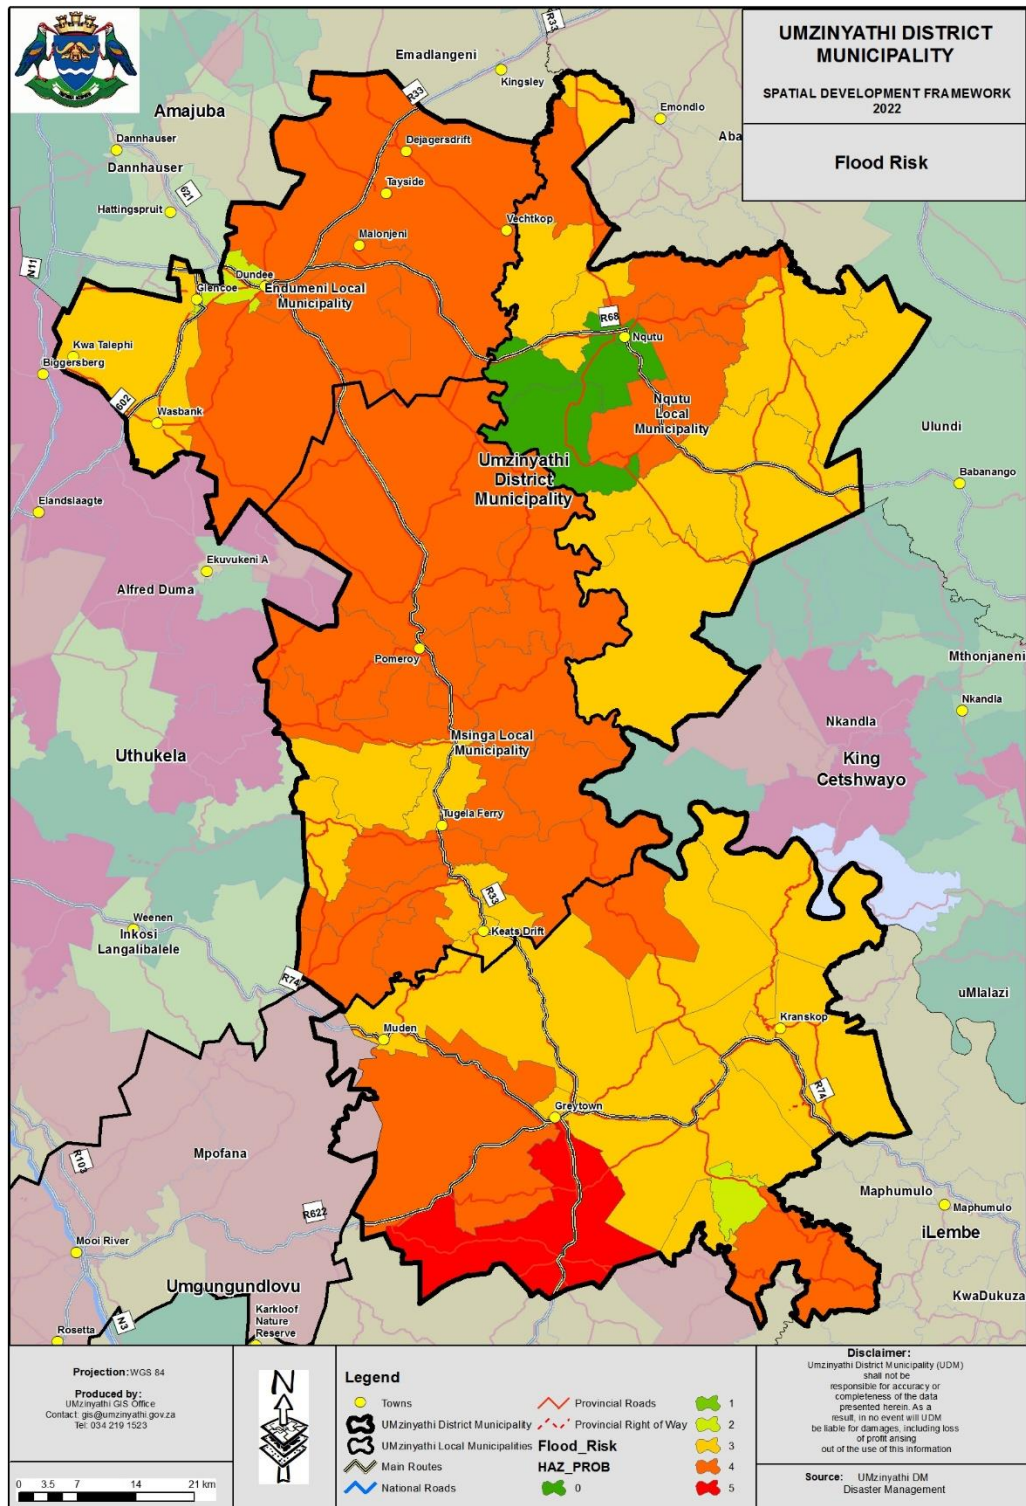 UMZINYATHI DISTRICT
MUNICIPALITY
SPATIAL DEVELOPMENT FRAMEWORK
2022
Flood Risk
R33
Emadlangeni
Kingsley
Emondlo
Aba
Amajuba
R33
Dannhauser
Dannhauser
Dejagersdrift
Tayside
621
Hattingspruit
Vechtkop
Malonjeni
N11
Dundee
Glencoe
Endumeni Local
Municipality
R68
Nqutu
Kwa Talephi
Biggersberg
602
Wasbank
Nqutu
Local
Municipality
Ulundi
Umzinyathi
District
Municipality
Babanango
Elandslaagte
Ekuvukeni A
Alfred Duma
Pomeroy
Mthonjaneni
Nkandla
Nkandla
Msinga Local
Municipality
Uthukela
King
Cetshwayo
Tugela Ferry
R33
Weenen
Inkosi
Langalibalele
Keats Drift
R74
uMlalazi
Muden
Kranskop
R74
Greytown
Mpofana
R103
R622
Maphumulo
Maphumulo
iLembe
Mooi River
Umgungundlovu
KwaDukuza
Karkloof
Nature
Reserve
Rosetta
N3
Projection: WGS 84
Produced by:
UMzinyathi GIS Office
Contact: gis@umzinyathi.gov.za
Tel: 034 219 1523
0 3.5 7 14 21 km
N
Legend
Towns
UMzinyathi District Municipality
UMzinyathi Local Municipalities
Main Routes
National Roads
Provincial Roads
Provincial Right of Way
Flood_Risk
HAZ_PROB
0
1
2
3
4
5
Disclaimer:
Umzinyathi District Municipality (UDM)
shall not be
responsible for accuracy or
completeness of the data
presented herein. As a
result, in no event will UDM
be liable for damages, including loss
of profit arising
out of the use of this information
Source: UMzinyathi DM
Disaster Management